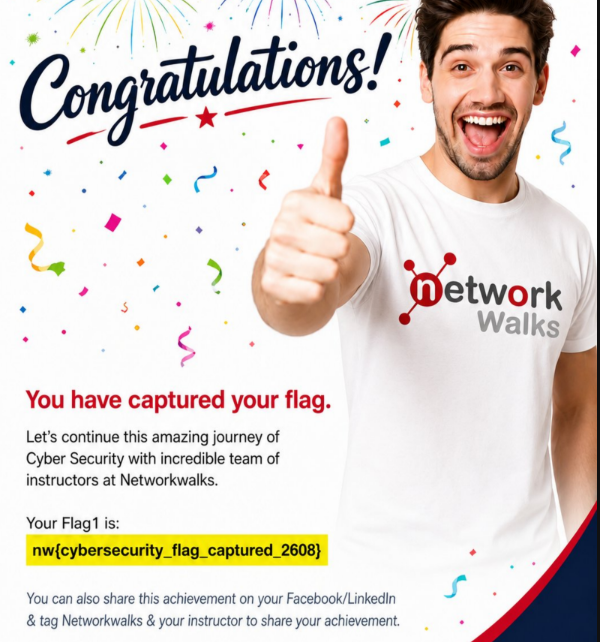 Congratulations!
network
Walks
You have captured your flag.
Let's continue this amazing journey of
Cyber Security with incredible team of
instructors at Networkwalks.
Your Flag1 is:
nw{cybersecurity_flag_captured_2608}
You can also share this achievement on your Facebook/LinkedIn
& tag Networkwalks & your instructor to share your achievement.